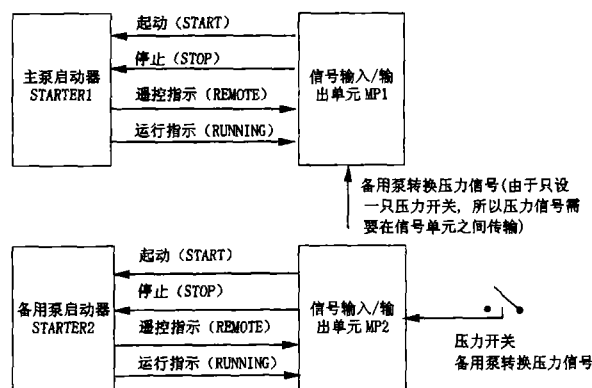 起动（START）
停止（STOP）
主泵启动器
STARTER1
遥控指示（REMOTE）
运行指示（RUNNING）
信号输入/输
出单元 MP1
备用泵转换压力信号(由于只设
一只压力开关, 所以压力信号需
要在信号单元之间传输)
起动（START）
停止（STOP）
备用泵启动器
STARTER2
遥控指示（REMOTE）
运行指示（RUNNING）
信号输入/输
出单元 MP2
压力开关
备用泵转换压力信号